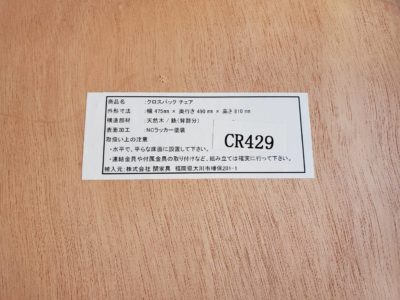 商品名 :クロスバック チェア
外形寸法 :幅 475mm × 奥行き 490 mm × 高さ 810 mm
構造部材 :天然木 / 鉄(背部分)
表面加工 :NCラッカー塗装
取扱い上の注意
・水平で、平らな床面に設置して下さい。
CR429
・連結金具や付属金具の取り付けなど、組み立ては確実に行って下さい。
輸入元:株式会社 関家具 福岡県大川市幡保201-1